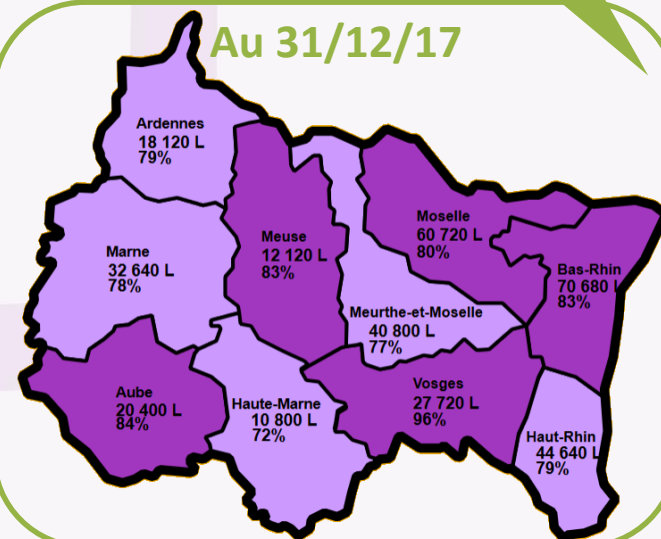 Au 31/12/17
Ardennes
18 120 L
79%
Marne
32 640 L
78%
Meuse
12 120 L
83%
Moselle
60 720 L
80%
Bas-Rhin
70 680 L
83%
Meurthe-et-Moselle
40 800 L
77%
Aube
20 400 L
84%
Haute-Marne
10 800 L
72%
Vosges
27 720 L
96%
Haut-Rhin
44 640 L
79%